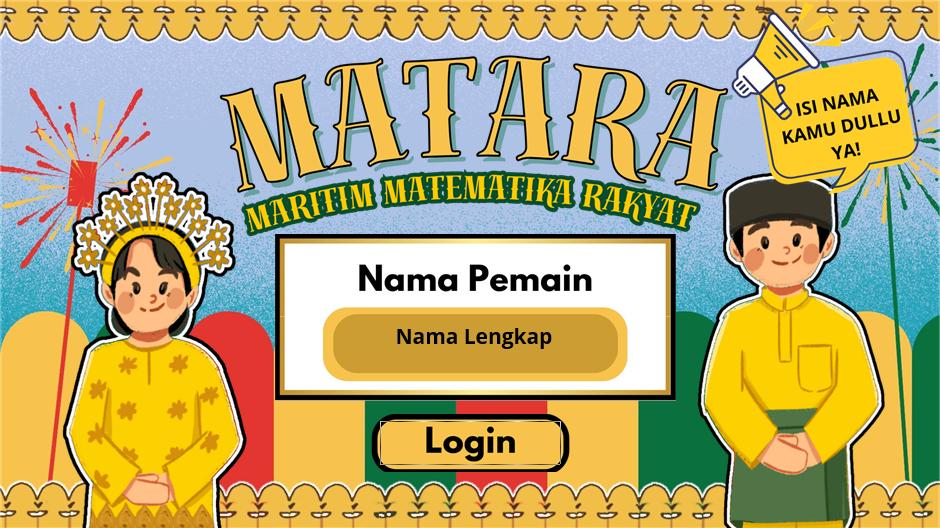 MATARA
MARITIM MATEMATIKA RAKYAT
ISI NAMA
KAMU DULLU
YA!
Nama Pemain
Nama Lengkap
Login